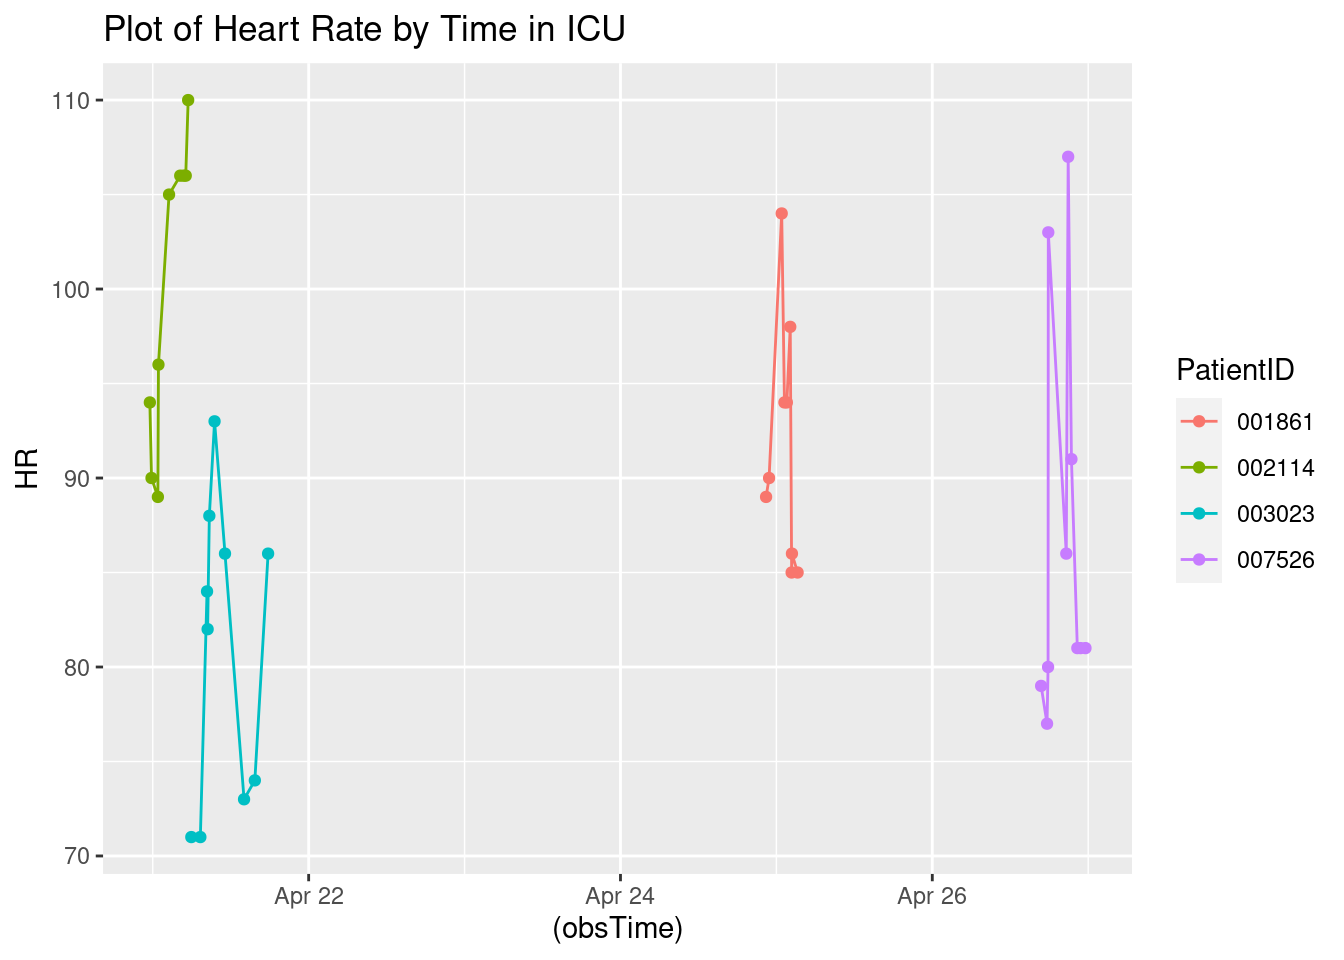 Plot of Heart Rate by Time in ICU
110
100
90
80
70
HR
Apr 22
Apr 24
Apr 26
(obsTime)
PatientID
001861
002114
003023
007526